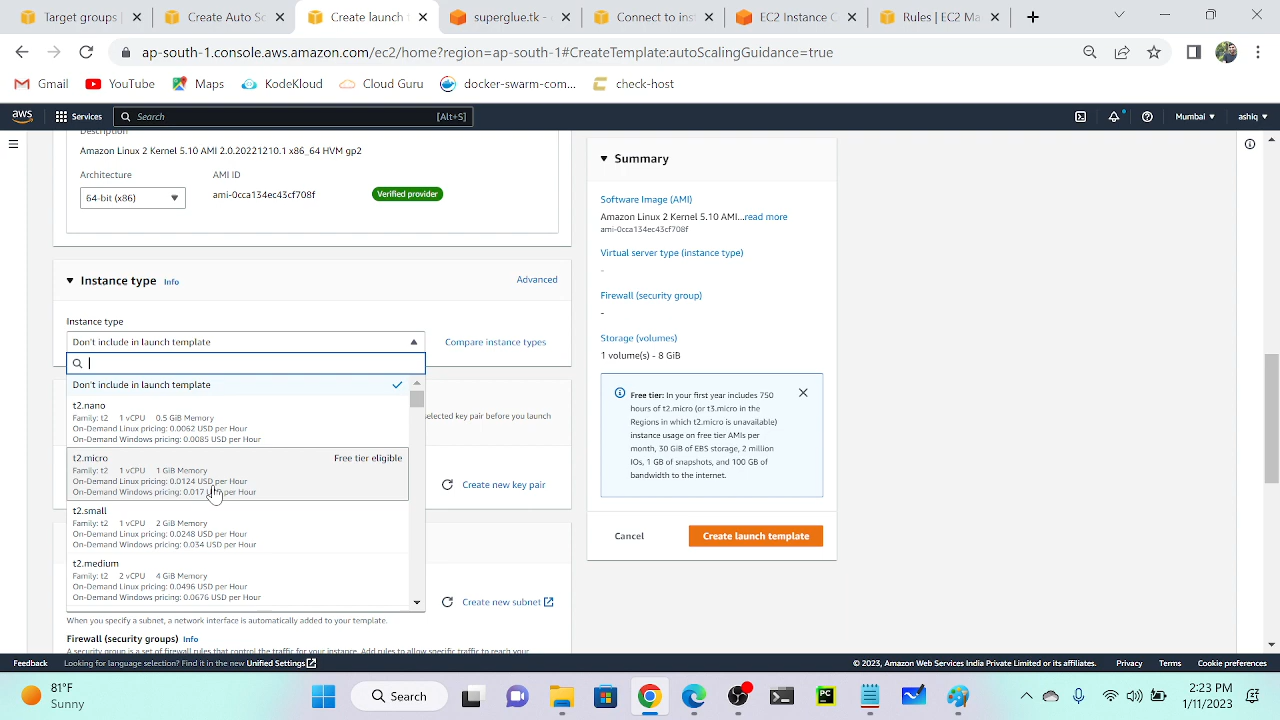 Target groups |
Create Auto Sc
Create launch t
superglue.tk - 
Connect to ins
EC2 Instance C
Rules | EC2 Ma
ap-south-1.console.aws.amazon.com/ec2/home?region=ap-south-1#CreateTemplate:autoScalingGuidance=true
Gmail
YouTube
Maps
KodeKloud
Cloud Guru
docker-swarm-com...
check-host
aws
Services
Search
[Alt+S]
Mumbai
ashiq
Description
Amazon Linux 2 Kernel 5.10 AMI 2.0.20221210.1 x86_64 HVM gp2
Architecture
AMI ID
64-bit (x86)
ami-0cca134ec43cf708f
Verified provider
Instance type
Info
Advanced
Instance type
Don't include in launch template
Compare instance types
Don't include in launch template
t2.nano
Family: t2 1 vCPU 0.5 GiB Memory
On-Demand Linux pricing: 0.0062 USD per Hour
On-Demand Windows pricing: 0.0085 USD per Hour
selected key pair before you launch
t2.micro
Free tier eligible
Family: t2 1 vCPU 1 GiB Memory
On-Demand Linux pricing: 0.0124 USD per Hour
On-Demand Windows pricing: 0.017 per Hour
Create new key pair
t2.small
Family: t2 1 vCPU 2 GiB Memory
On-Demand Linux pricing: 0.0248 USD per Hour
On-Demand Windows pricing: 0.034 USD per Hour
t2.medium
Family: t2 2 vCPU 4 GiB Memory
On-Demand Linux pricing: 0.0496 USD per Hour
On-Demand Windows pricing: 0.0676 USD per Hour
Create new subnet
When you specify a subnet, a network interface is automatically added to your template.
Firewall (security groups) Info
A security group is a set of firewall rules that control the traffic for your instance. Add rules to allow specific traffic to reach your
Summary
Software Image (AMI)
Amazon Linux 2 Kernel 5.10 AMI...read more
ami-0cca134ec43cf708f
Virtual server type (instance type)
-
Firewall (security group)
-
Storage (volumes)
1 volume(s) - 8 GiB
Free tier: In your first year includes 750
hours of t2.micro (or t3.micro in the
Regions in which t2.micro is unavailable)
instance usage on free tier AMIs per
month, 30 GiB of EBS storage, 2 million
IOs, 1 GB of snapshots, and 100 GB of
bandwidth to the internet.
Cancel
Create launch template
Feedback
Looking for language selection? Find it in the new Unified Settings
© 2023, Amazon Web Services India Private Limited or its affiliates.
Privacy
Terms
Cookie preferences
81°F
Sunny
Search
PC
2:23 PM
1/11/2023